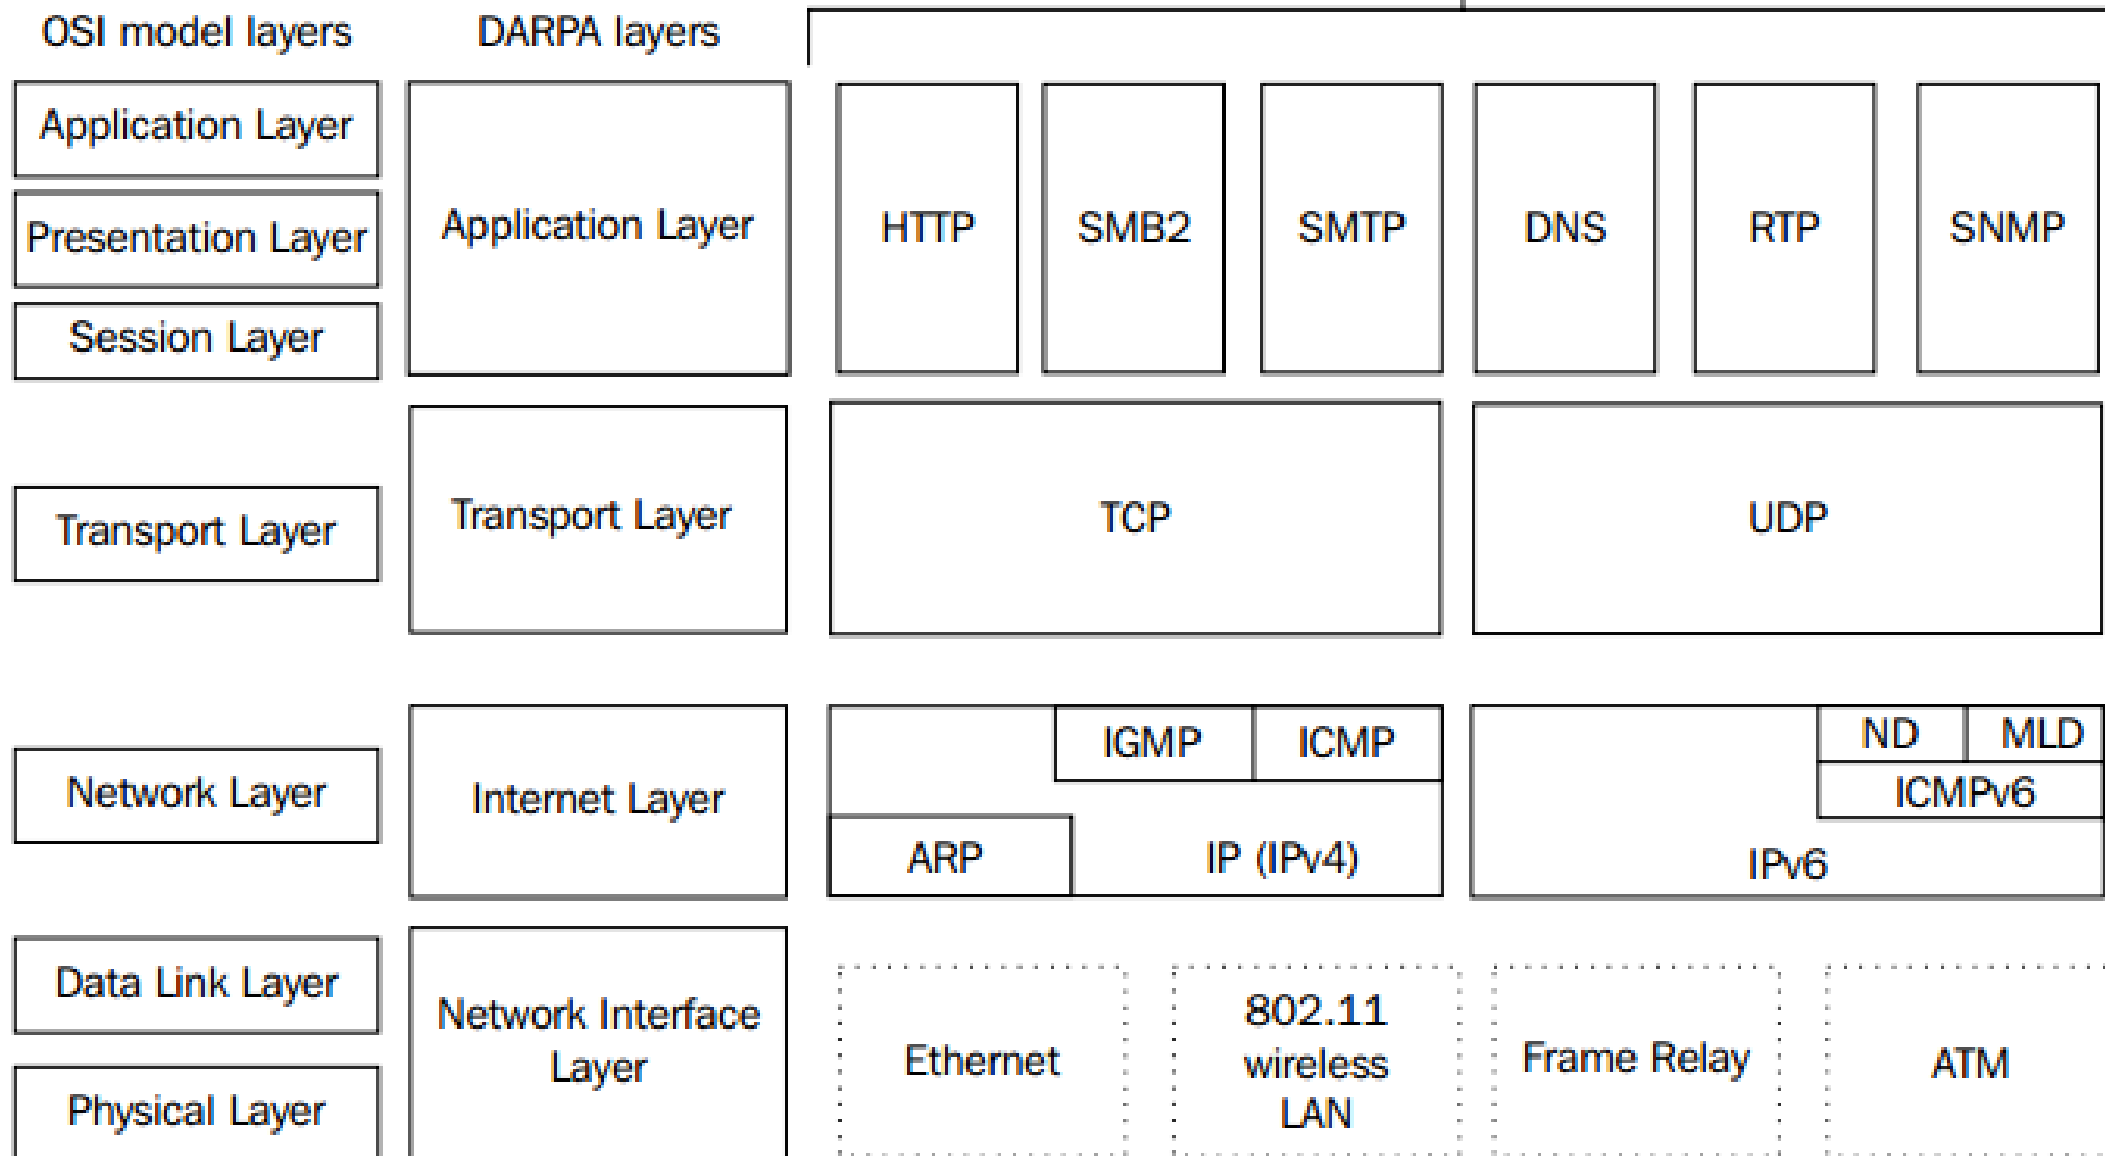 OSI model layers
DARPA layers
Application Layer
Presentation Layer
Session Layer
Application Layer
HTTP
SMB2
SMTP
DNS
RTP
SNMP
Transport Layer
Transport Layer
TCP
UDP
Network Layer
Internet Layer
IGMP
ICMP
ARP
IP (IPv4)
ND
MLD
ICMPv6
IPv6
Data Link Layer
Physical Layer
Network Interface
Layer
Ethernet
802.11
wireless
LAN
Frame Relay
ATM